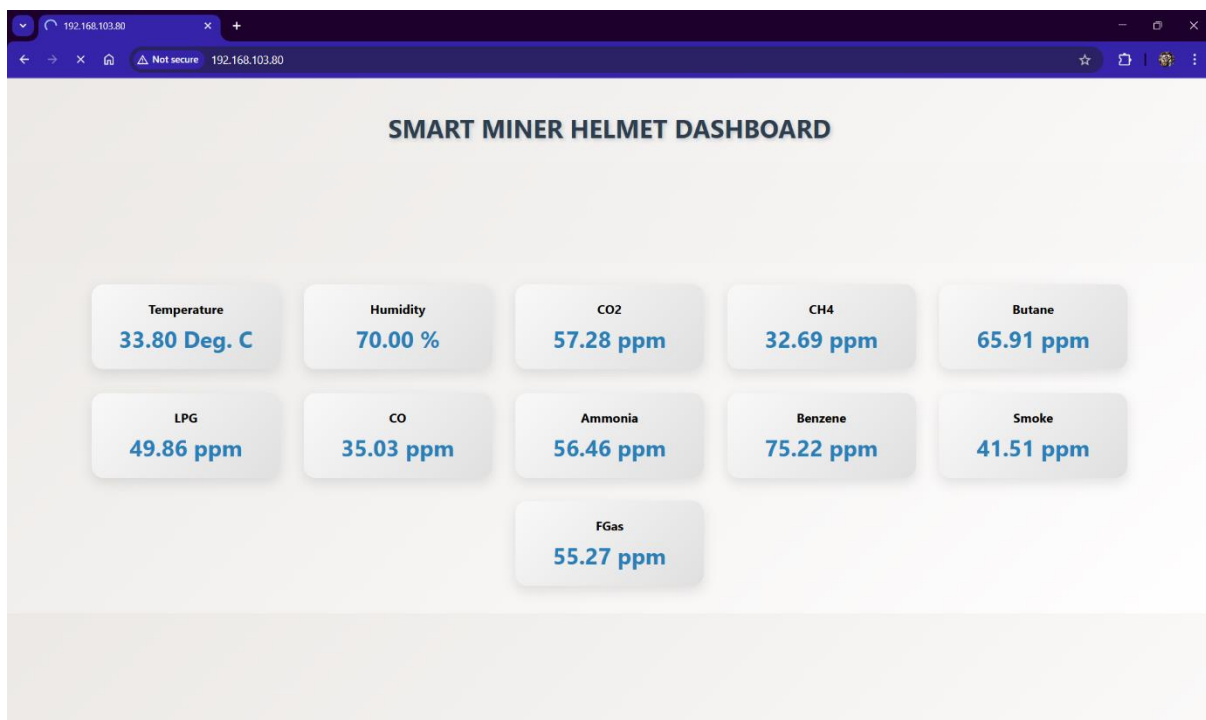 192.168.103.80
Not secure 192.168.103.80
SMART MINER HELMET DASHBOARD
Temperature
33.80 Deg. C
Humidity
70.00 %
CO2
57.28 ppm
CH4
32.69 ppm
Butane
65.91 ppm
LPG
49.86 ppm
CO
35.03 ppm
Ammonia
56.46 ppm
Benzene
75.22 ppm
Smoke
41.51 ppm
FGas
55.27 ppm